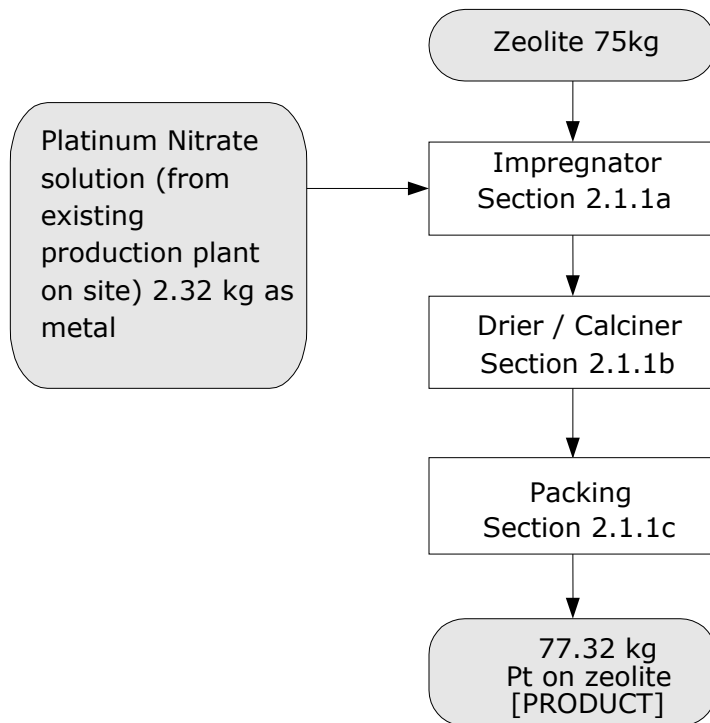 Zeolite 75kg
Platinum Nitrate
solution (from
existing
production plant
on site) 2.32 kg as
metal
Impregnator
Section 2.1.1a
Drier / Calciner
Section 2.1.1b
Packing
Section 2.1.1c
77.32 kg
Pt on zeolite
[PRODUCT]